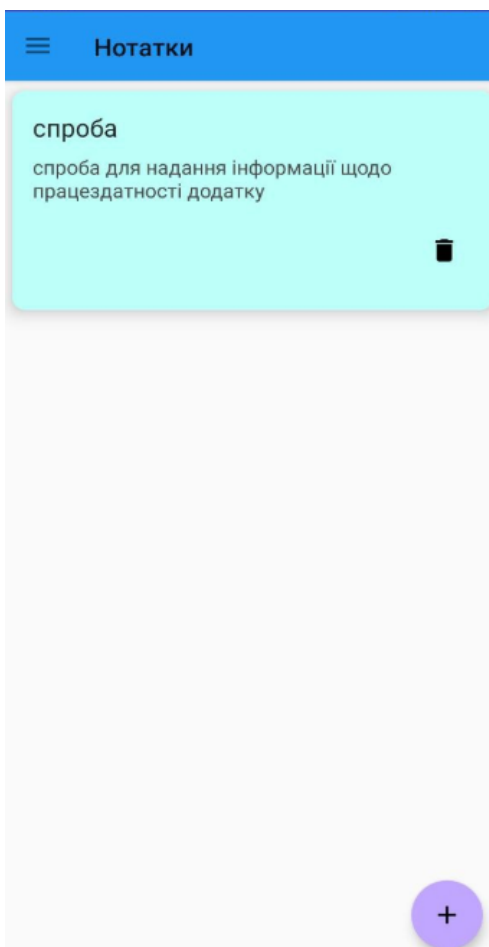 Нотатки
спроба
спроба для надання інформації щодо
працездатності додатку